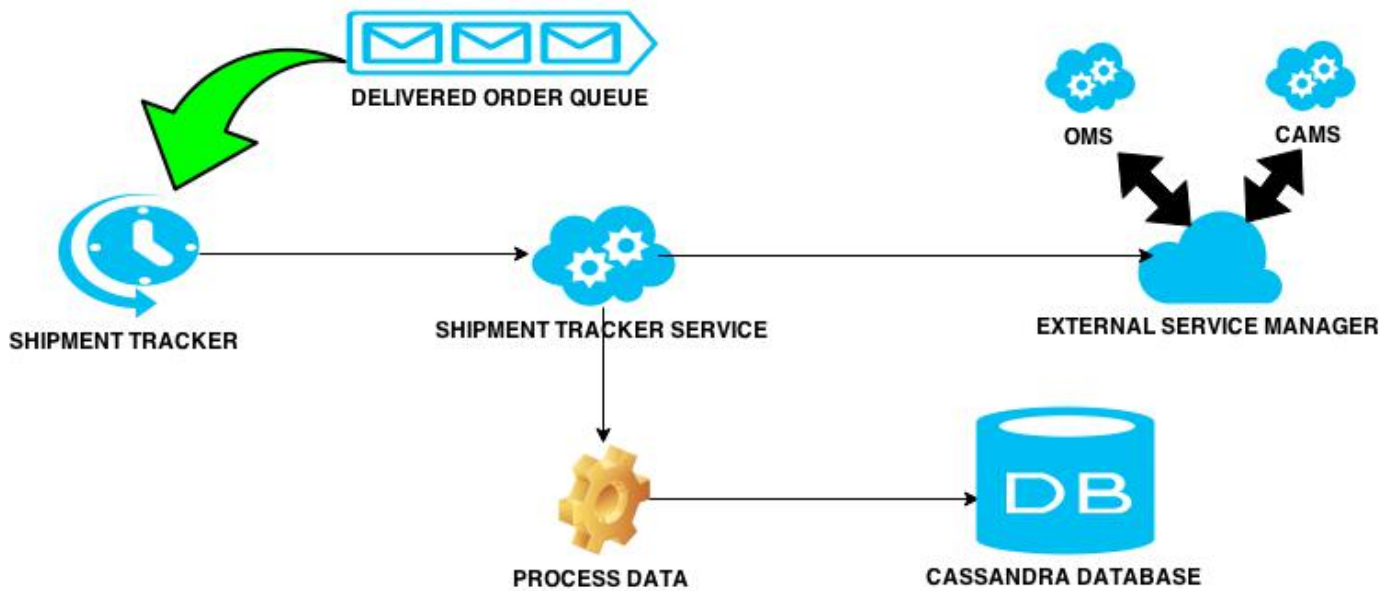 DELIVERED ORDER QUEUE
OMS
CAMS
SHIPMENT TRACKER
SHIPMENT TRACKER SERVICE
EXTERNAL SERVICE MANAGER
DB
PROCESS DATA
CASSANDRA DATABASE